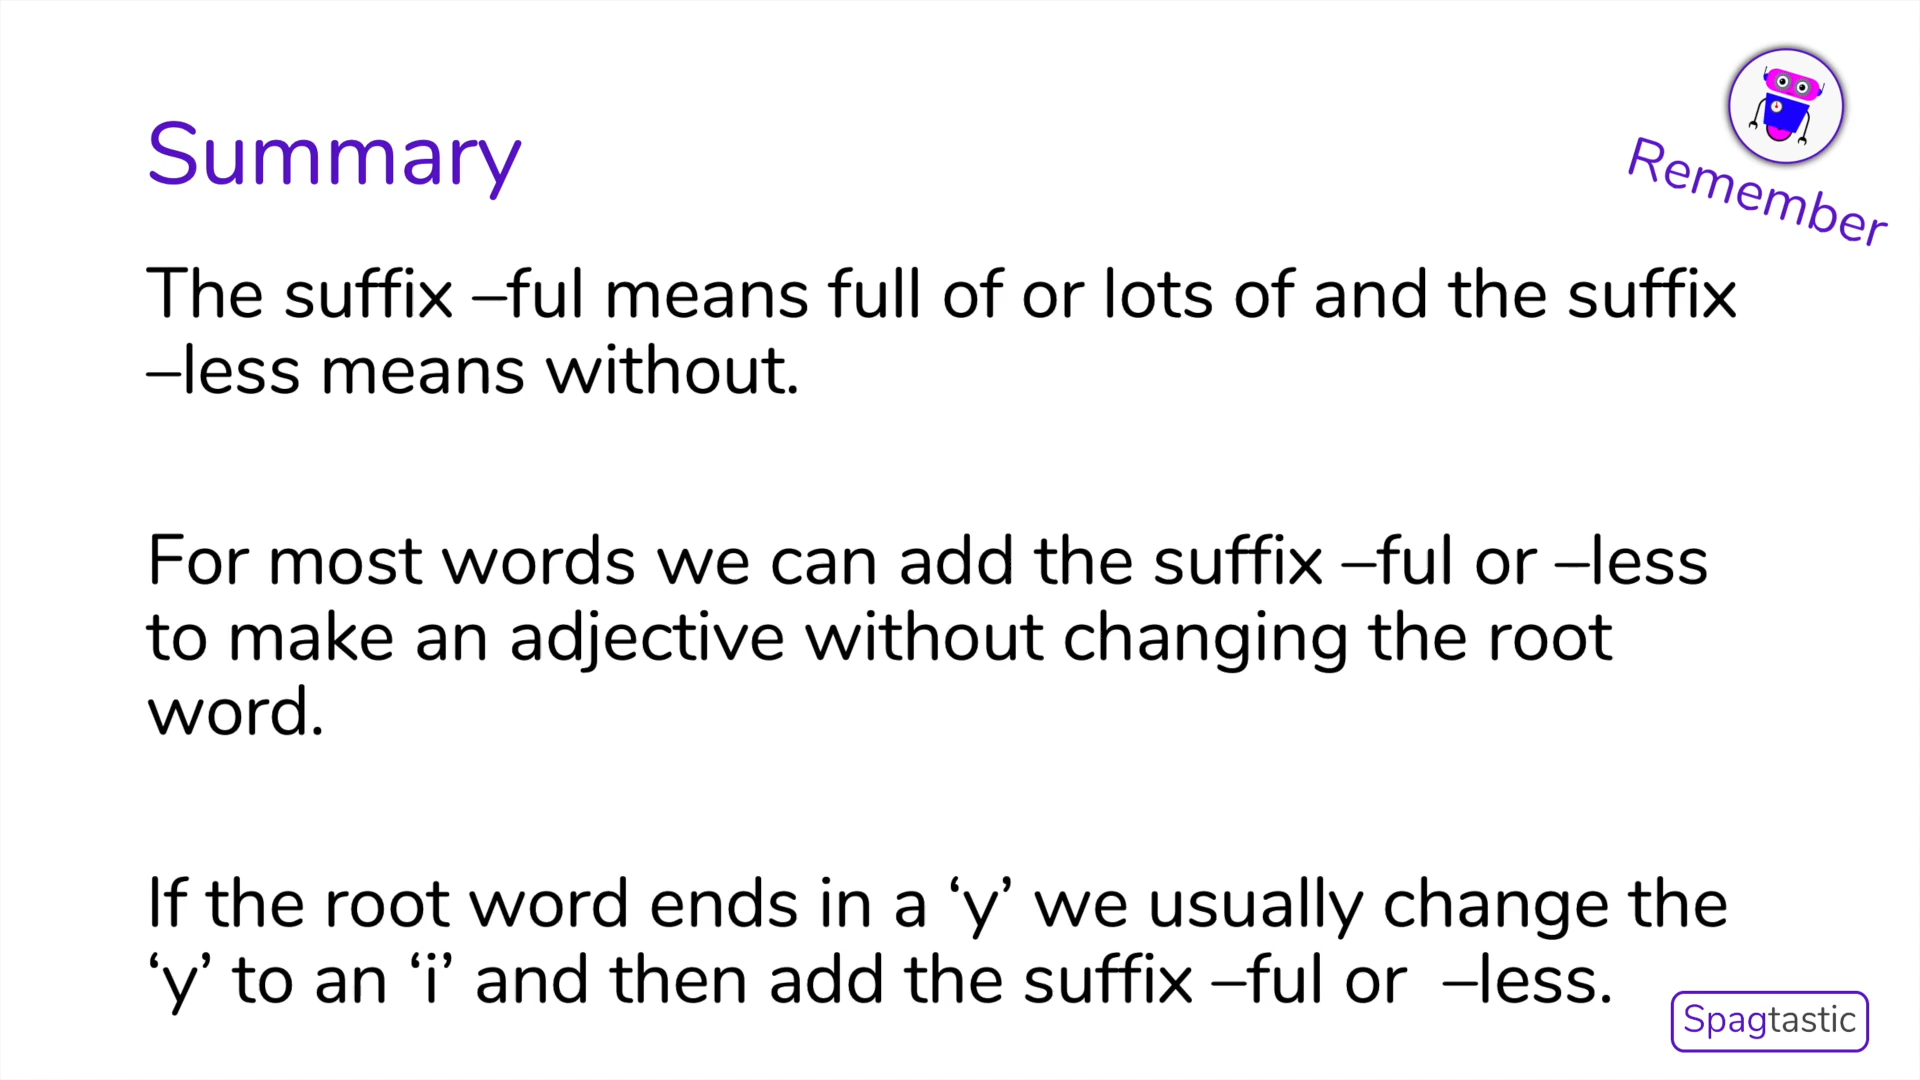 Summary
Remember
The suffix –ful means full of or lots of and the suffix
–less means without.
For most words we can add the suffix –ful or –less
to make an adjective without changing the root
word.
If the root word ends in a ‘y’ we usually change the
‘y’ to an ‘i’ and then add the suffix –ful or  –less.
Spagtastic